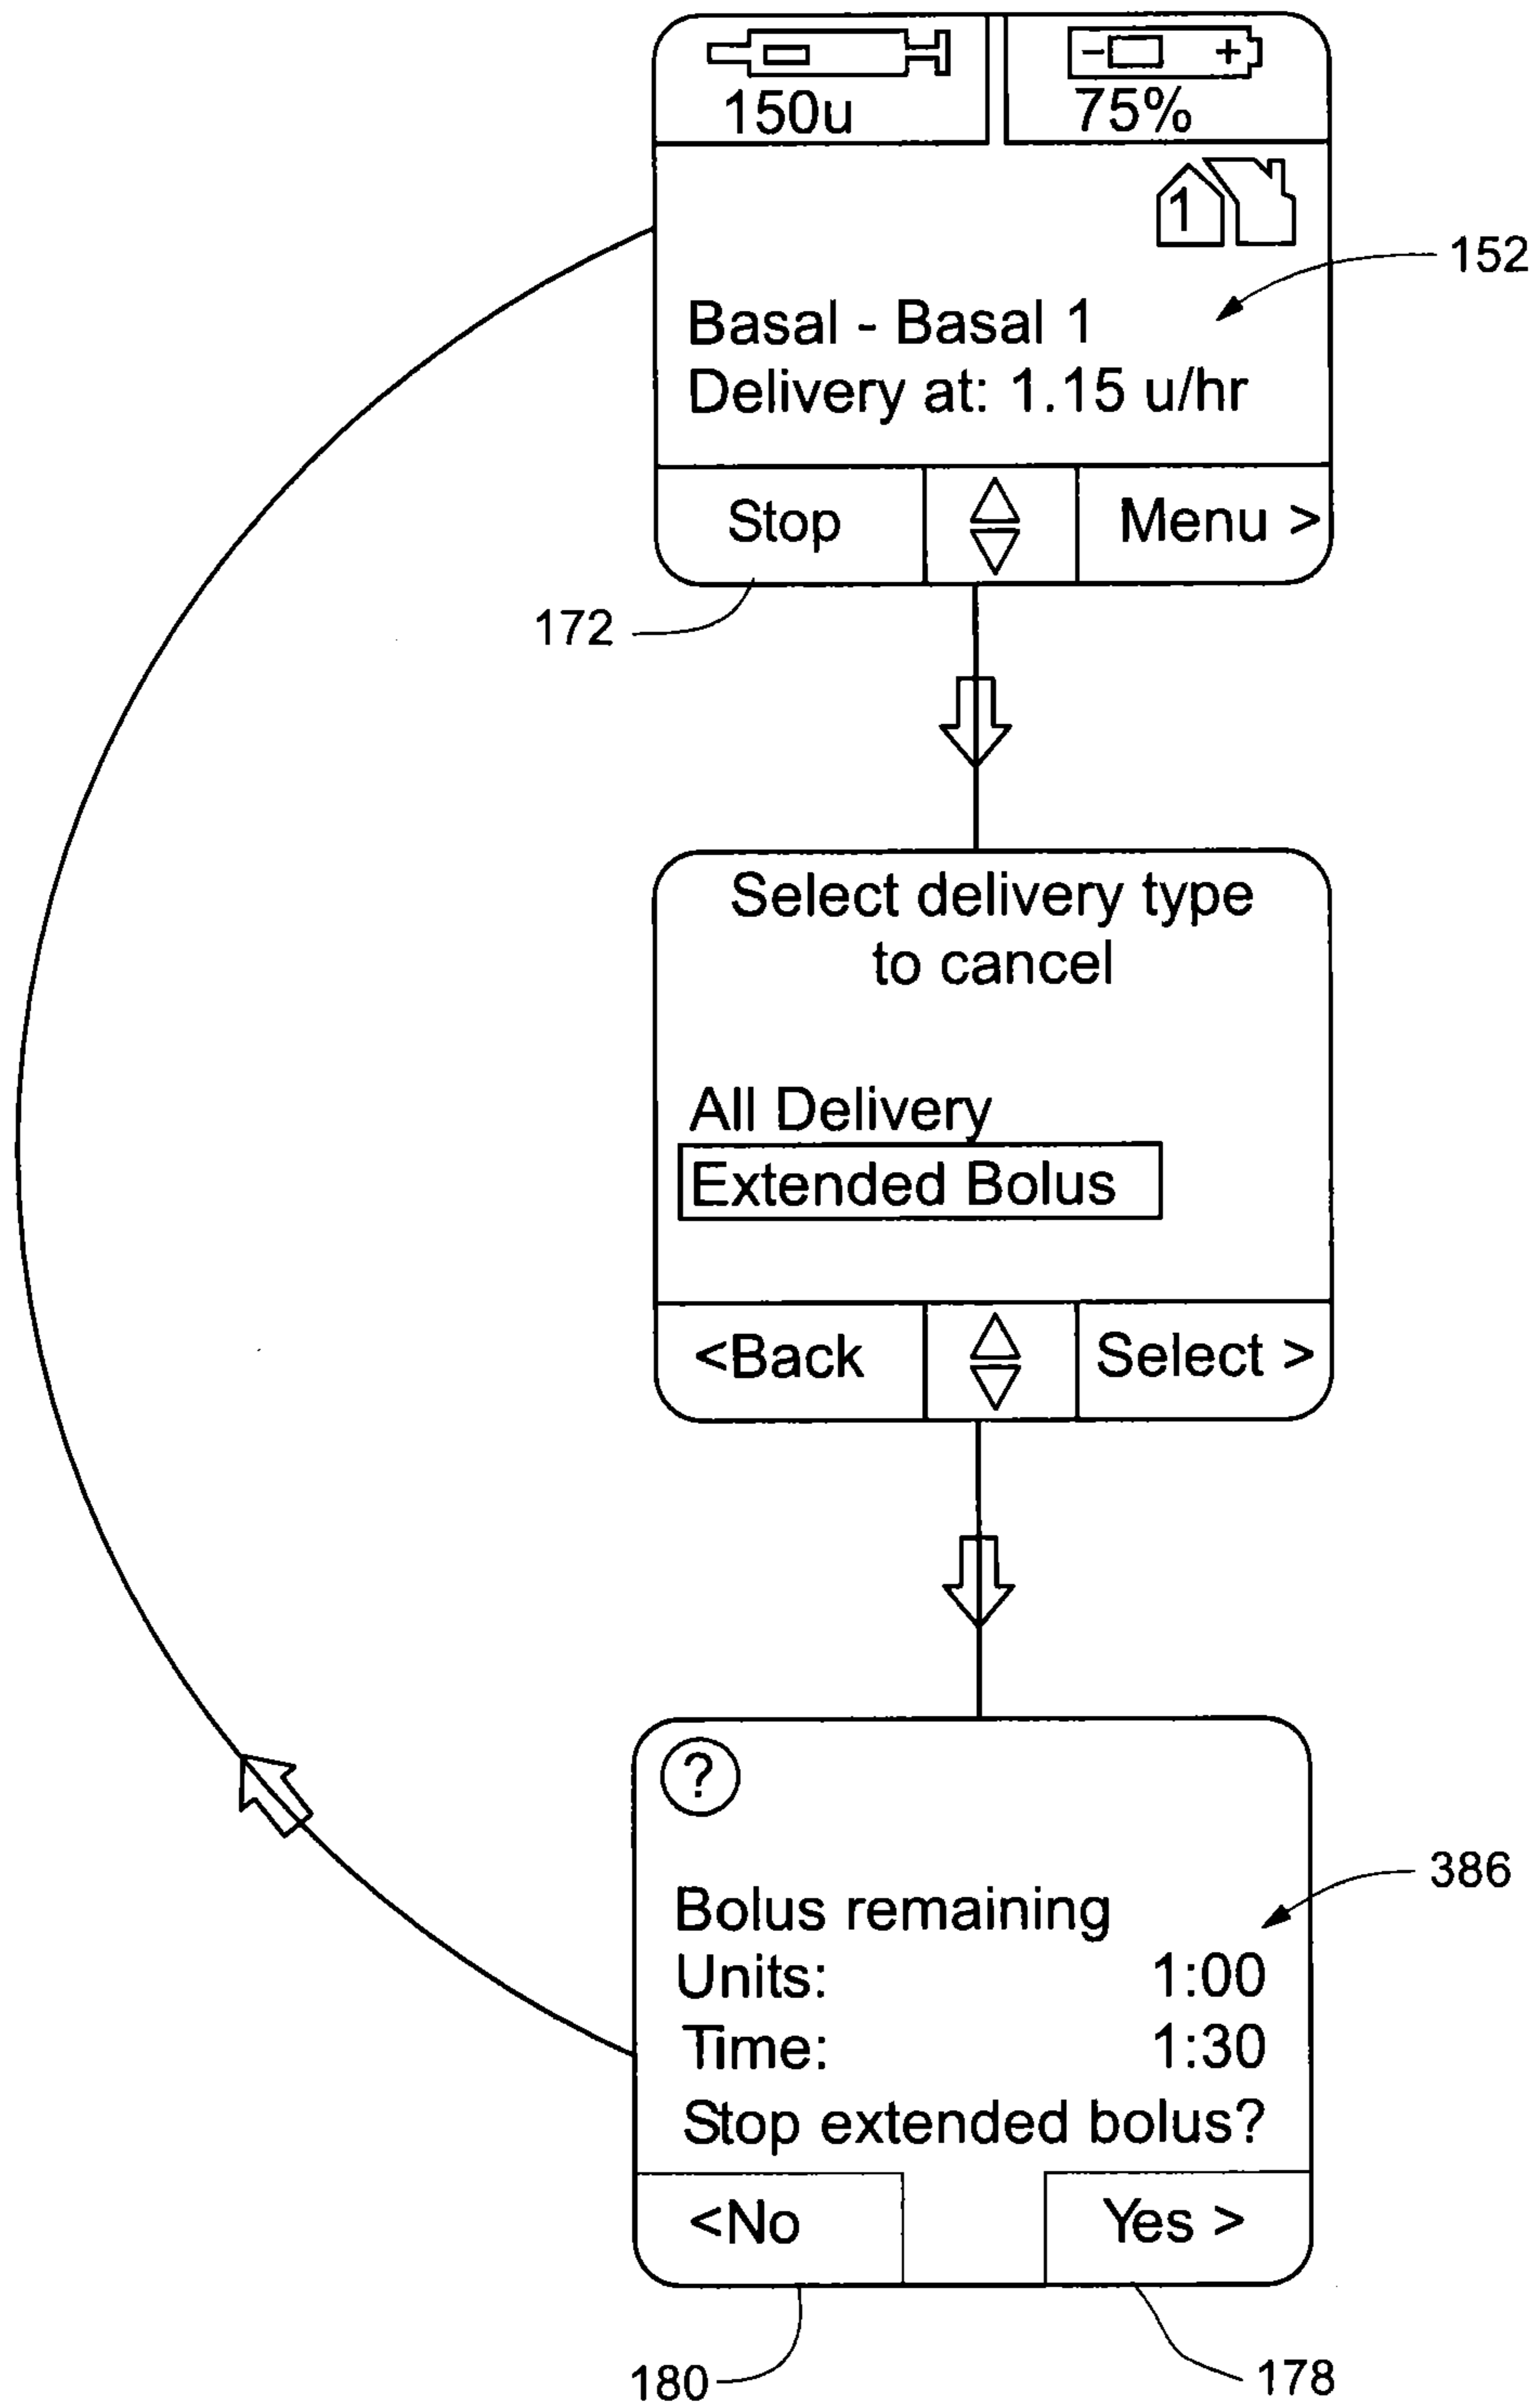 150u
- +
75%
1
152
Basal - Basal 1
Delivery at: 1.15 u/hr
Stop
Menu >
172
Select delivery type
to cancel
All Delivery
Extended Bolus
<Back
Select >
?
386
Bolus remaining
Units: 1:00
Time: 1:30
Stop extended bolus?
<No
Yes >
180
178